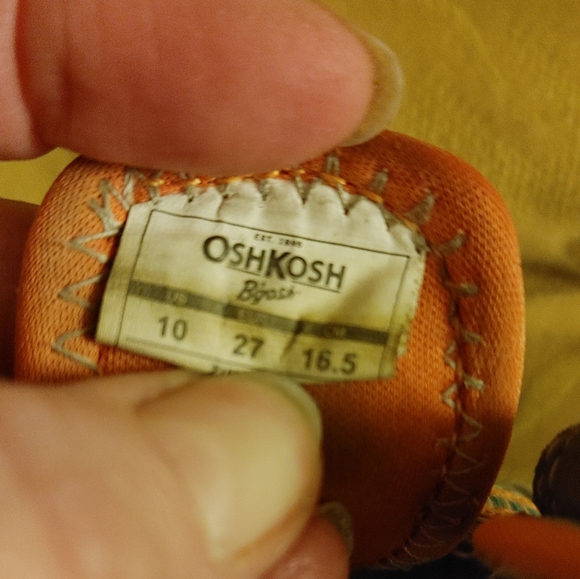 EST. 1895
OSHKOSH
B'gosh
US EUR CM
10 27 16.5